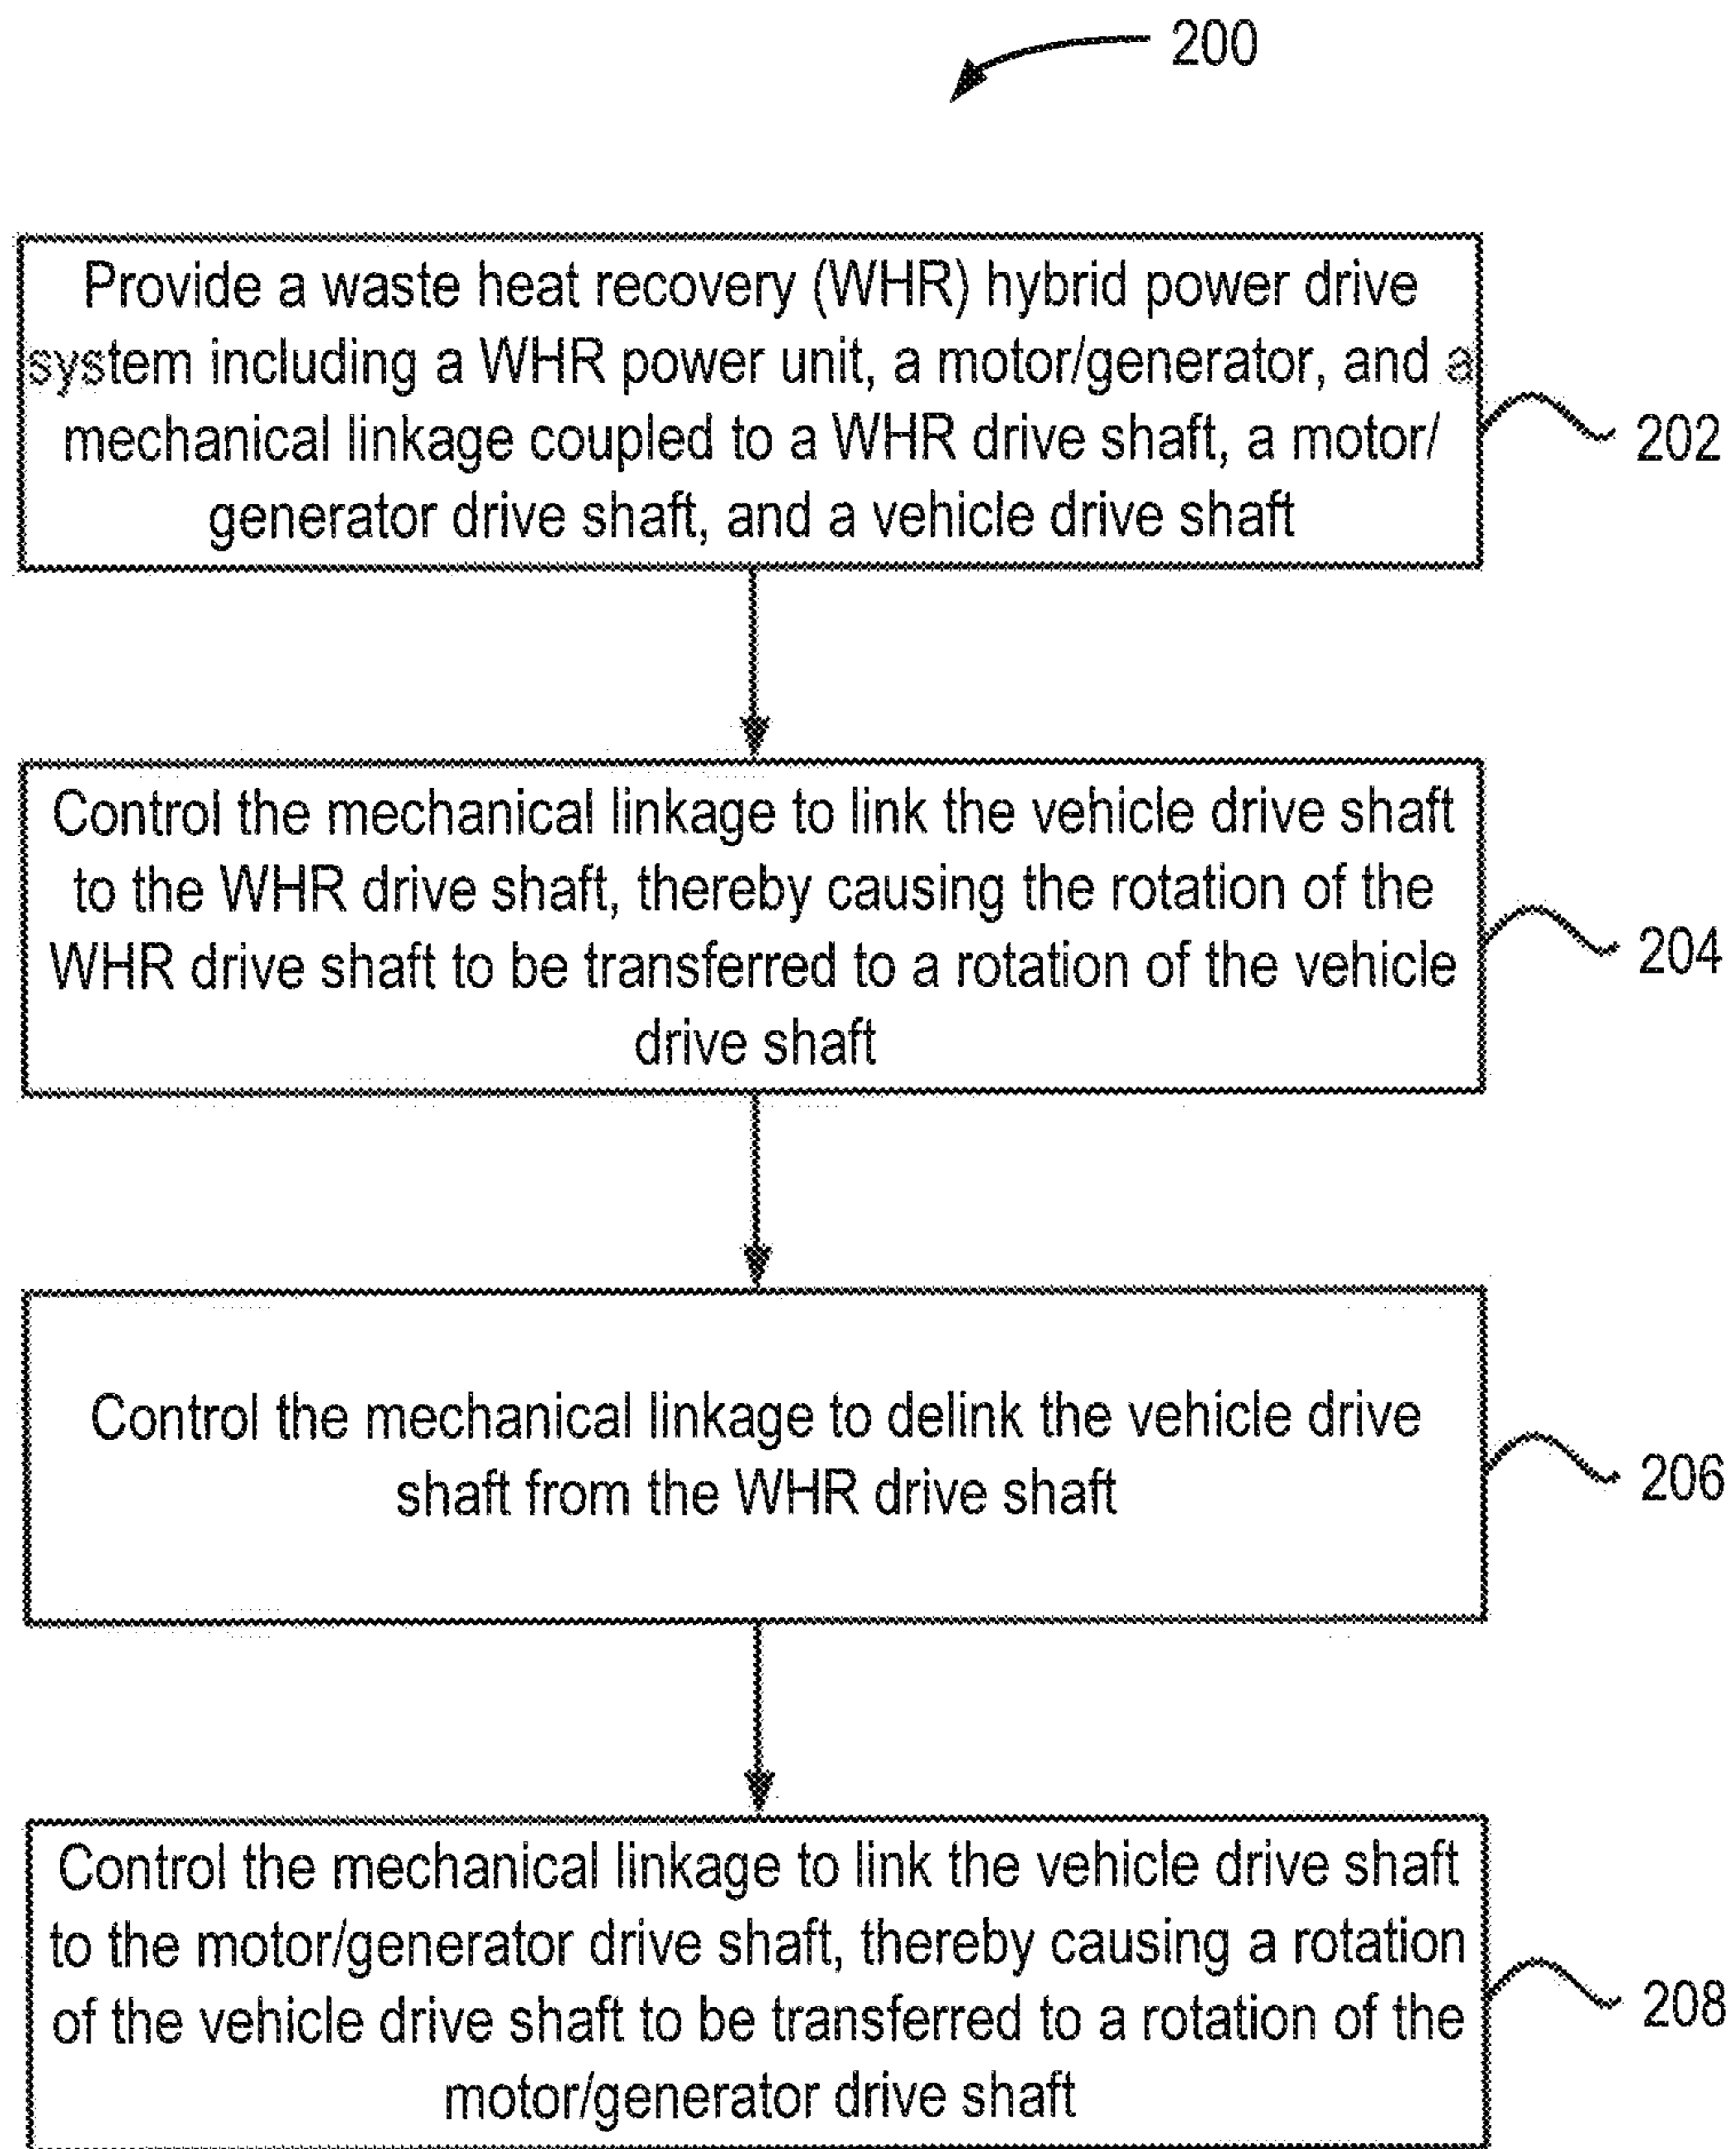 200
Provide a waste heat recovery (WHR) hybrid power drive
system including a WHR power unit, a motor/generator, and a
mechanical linkage coupled to a WHR drive shaft, a motor/
generator drive shaft, and a vehicle drive shaft
202
Control the mechanical linkage to link the vehicle drive shaft
to the WHR drive shaft, thereby causing the rotation of the
WHR drive shaft to be transferred to a rotation of the vehicle
drive shaft
204
Control the mechanical linkage to delink the vehicle drive
shaft from the WHR drive shaft
206
Control the mechanical linkage to link the vehicle drive shaft
to the motor/generator drive shaft, thereby causing a rotation
of the vehicle drive shaft to be transferred to a rotation of the
motor/generator drive shaft
208